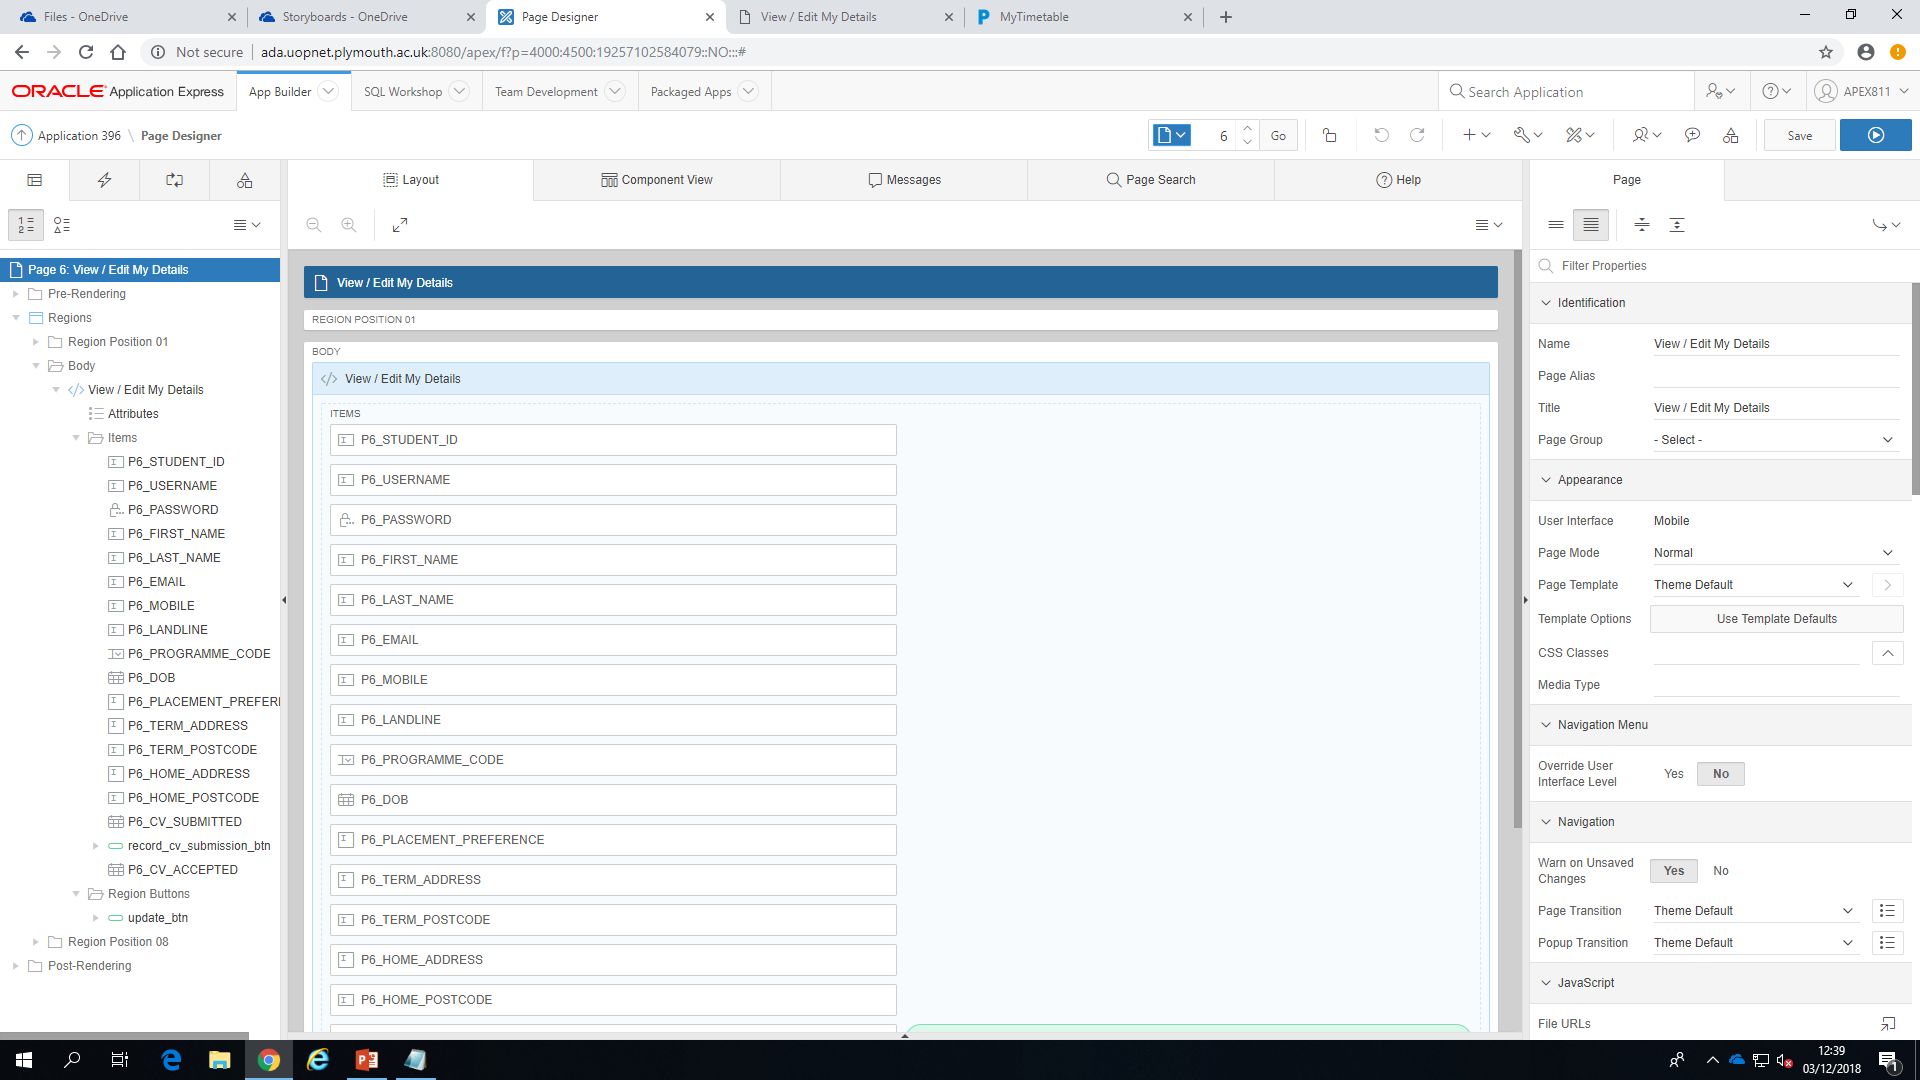 Files - OneDrive
Storyboards - OneDrive
Page Designer
View / Edit My Details
MyTimetable
Not secure
ada.uopnet.plymouth.ac.uk:8080/apex/f?p=4000:4500:19257102584079::NO:::#
ORACLE Application Express
App Builder
SQL Workshop
Team Development
Packaged Apps
Search Application
APEX811
Application 396 \ Page Designer
6
Go
Save
Layout
Component View
Messages
Page Search
Help
Page
Page 6: View / Edit My Details
Pre-Rendering
Regions
Region Position 01
Body
View / Edit My Details
Attributes
Items
P6_STUDENT_ID
P6_USERNAME
P6_PASSWORD
P6_FIRST_NAME
P6_LAST_NAME
P6_EMAIL
P6_MOBILE
P6_LANDLINE
P6_PROGRAMME_CODE
P6_DOB
P6_PLACEMENT_PREFER
P6_TERM_ADDRESS
P6_TERM_POSTCODE
P6_HOME_ADDRESS
P6_HOME_POSTCODE
P6_CV_SUBMITTED
record_cv_submission_btn
P6_CV_ACCEPTED
Region Buttons
update_btn
Region Position 08
Post-Rendering
View / Edit My Details
REGION POSITION 01
BODY
View / Edit My Details
ITEMS
P6_STUDENT_ID
P6_USERNAME
P6_PASSWORD
P6_FIRST_NAME
P6_LAST_NAME
P6_EMAIL
P6_MOBILE
P6_LANDLINE
P6_PROGRAMME_CODE
P6_DOB
P6_PLACEMENT_PREFERENCE
P6_TERM_ADDRESS
P6_TERM_POSTCODE
P6_HOME_ADDRESS
P6_HOME_POSTCODE
Filter Properties
Identification
Name View / Edit My Details
Page Alias
Title View / Edit My Details
Page Group - Select -
Appearance
User Interface Mobile
Page Mode Normal
Page Template Theme Default
Template Options Use Template Defaults
CSS Classes
Media Type
Navigation Menu
Override User
Interface Level Yes No
Navigation
Warn on Unsaved
Changes Yes No
Page Transition Theme Default
Popup Transition Theme Default
JavaScript
File URLs
12:39
03/12/2018
1